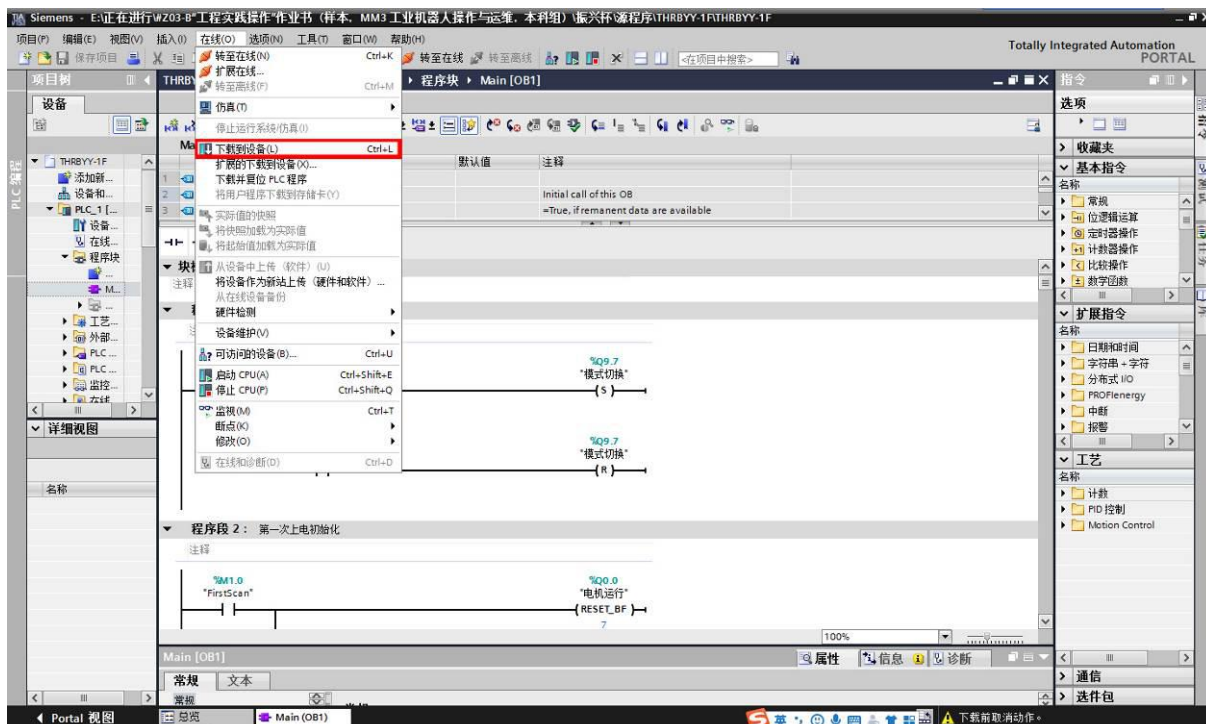 Siemens - E:\正在进行\WZ03-B"工程实践操作"作业书（样本．MM3 工业机器人操作与运维．本科组）\振兴杯\源程序\THRBYY-1F\THRBYY-1F
项目(P) 编辑(E) 视图(V) 插入(I) 在线(O) 选项(N) 工具(T) 窗口(W) 帮助(H)
Totally Integrated Automation
PORTAL
保存项目
转至在线 转至离线
<在项目中搜索>
项目树
设备
THRBYY-1F
添加新...
设备和...
PLC_1 [...
设备...
在线...
程序块
M...
工艺...
外部...
PLC ...
PLC ...
监控...
在线
详细视图
名称
PLC 编程
转至在线(N) Ctrl+K
扩展在线...
转至离线(F) Ctrl+M
仿真(T)
停止运行系统/仿真(I)
下载到设备(L) Ctrl+L
扩展的下载到设备(X)...
下载并复位 PLC 程序
将用户程序下载到存储卡(Y)
实际值的快照
将快照加载为实际值
将起始值加载为实际值
从设备中上传（软件）(U)
将设备作为新站上传（硬件和软件）...
从在线设备备份
硬件检测
设备维护(V)
可访问的设备(B)... Ctrl+U
启动 CPU(A) Ctrl+Shift+E
停止 CPU(P) Ctrl+Shift+Q
监视(M) Ctrl+T
断点(K)
修改(O)
在线和诊断(D) Ctrl+D
THRBY
程序块 Main [OB1]
默认值 注释
1
2 Initial call of this OB
3 =True, if remanent data are available
注释
%Q9.7
"模式切换"
S
%Q9.7
"模式切换"
R
程序段 2： 第一次上电初始化
注释
%M1.0
"FirstScan"
%Q0.0
"电机运行"
RESET_BF
7
100%
Main [OB1]
属性 信息 诊断
常规 文本
常规
指令
选项
收藏夹
基本指令
名称
常规
位逻辑运算
定时器操作
计数器操作
比较操作
数学函数
扩展指令
名称
日期和时间
字符串 + 字符
分布式 I/O
PROFIenergy
中断
报警
工艺
名称
计数
PID 控制
Motion Control
通信
选件包
Portal 视图 总览 Main (OB1)
英
下载前取消动作。